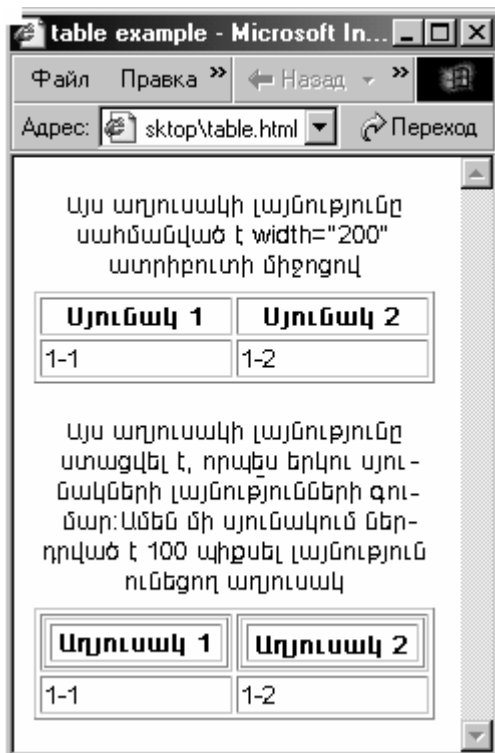 table example - Microsoft In...
Файл Правка » Назад »
Адрес: sktop\table.html Переход
Այս աղյուսակի լայնությունը
սահմանված է width="200"
ատրիբուտի միջոցով
Սյունակ 1 Սյունակ 2
1-1 1-2
Այս աղյուսակի լայնությունը
ստացվել է, որպես երկու սյու-
նակների լայնությունների գու-
մար:Ամեն մի սյունակում ներ-
դրված է 100 պիքսել լայնություն
ունեցող աղյուսակ
Աղյուսակ 1 Աղյուսակ 2
1-1 1-2